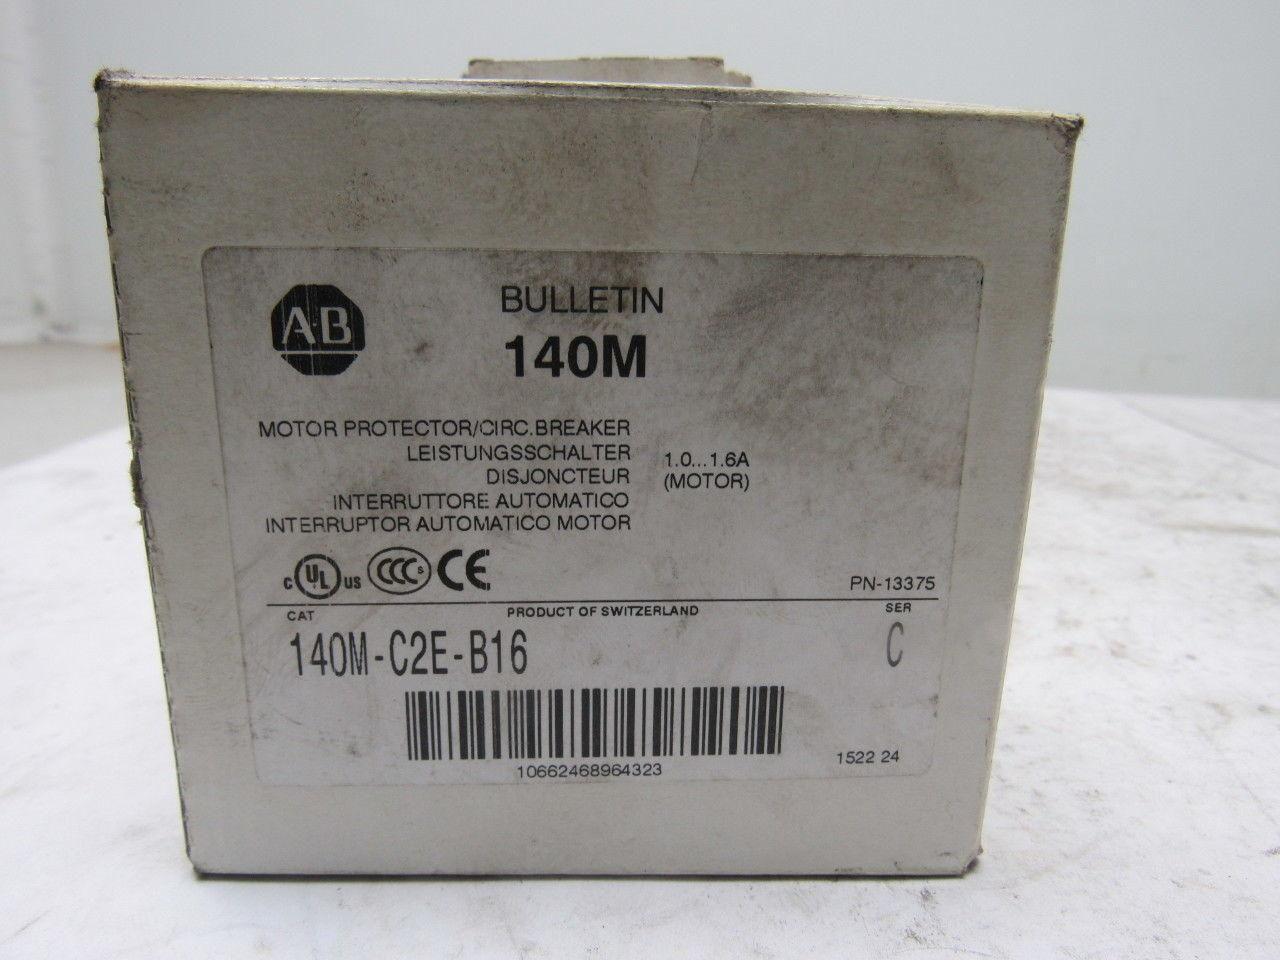 A-B
BULLETIN
140M
MOTOR PROTECTOR/CIRC.BREAKER
LEISTUNGSSCHALTER
DISJONCTEUR
INTERRUTTORE AUTOMATICO
INTERRUPTOR AUTOMATICO MOTOR
1.0...1.6A
(MOTOR)
c UL US CCC S CE
PN-13375
CAT
PRODUCT OF SWITZERLAND
SER
140M-C2E-B16
C
10662468964323
1522 24